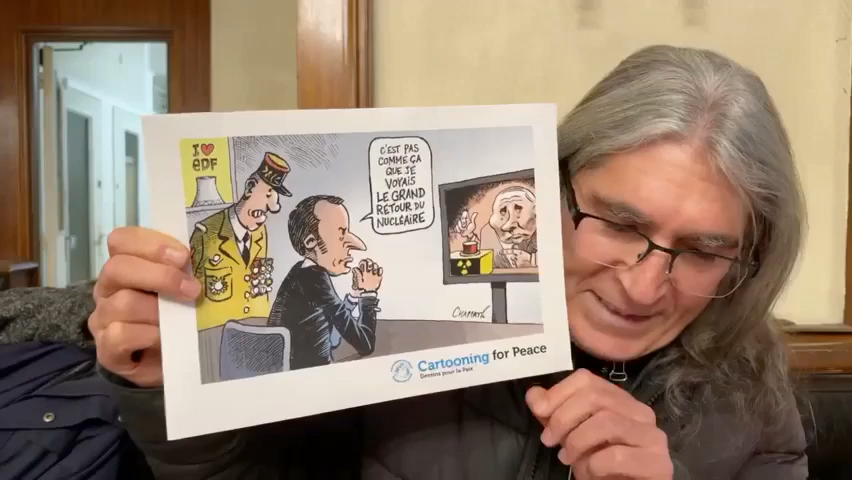 I ♥
eDF
C'EST PAS
COMME ÇA
QUE JE
VOYAIS
LE GRAND
RETOUR DU
NUCLÉAIRE
CHAPPATTE
Cartooning for Peace
Dessins pour la Paix